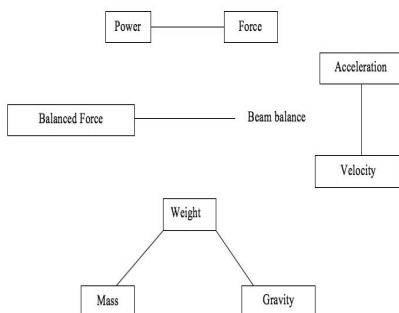 Power
Force
Acceleration
Balanced Force
Beam balance
Velocity
Weight
Mass
Gravity